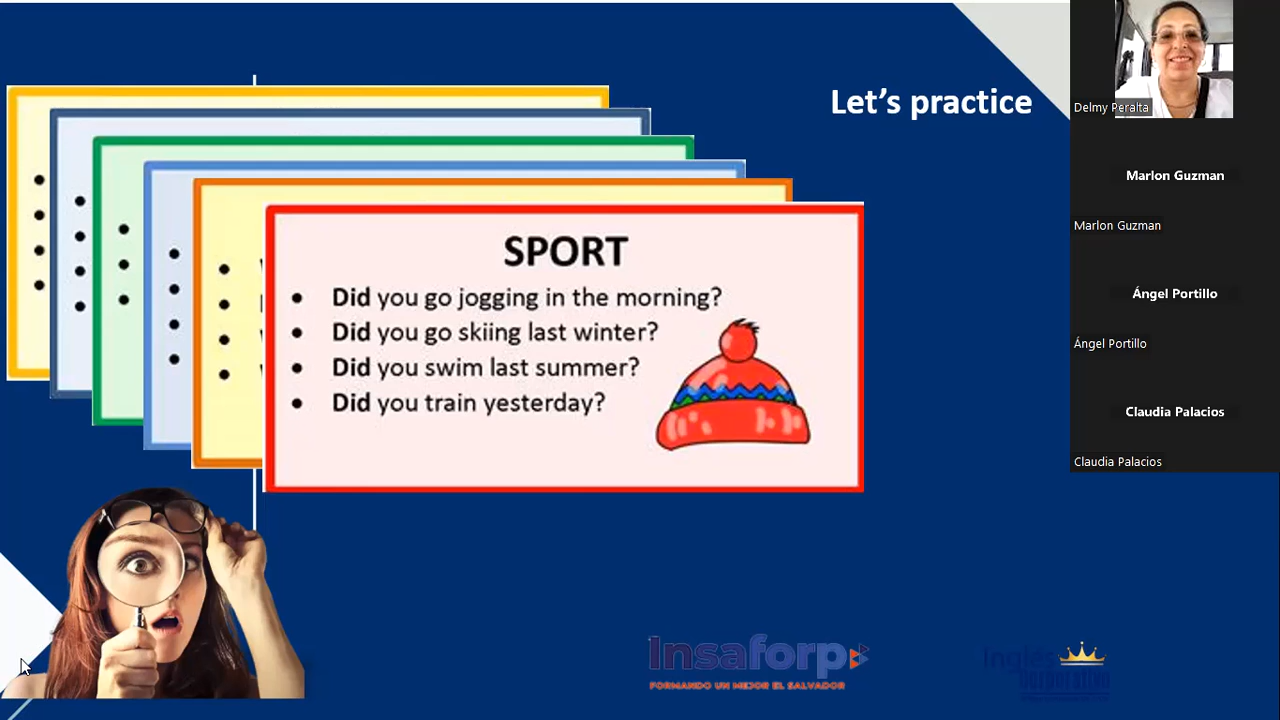 Let's practice
SPORT
• Did you go jogging in the morning?
• Did you go skiing last winter?
• Did you swim last summer?
• Did you train yesterday?
Insaforp
FORMANDO UN MEJOR EL SALVADOR
Inglés
Corporativo
Delmy Peralta
Marlon Guzman
Marlon Guzman
Ángel Portillo
Ángel Portillo
Claudia Palacios
Claudia Palacios